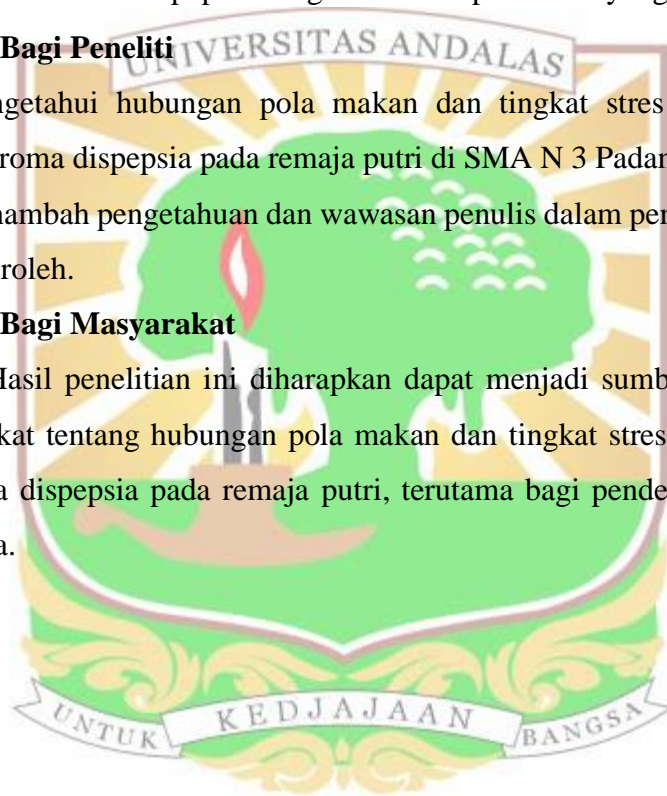 Bagi Peneliti
UNIVERSITAS ANDALAS
ngetahui hubungan pola makan dan tingkat stres
roma dispepsia pada remaja putri di SMA N 3 Padan
nambah pengetahuan dan wawasan penulis dalam per
roleh.
Bagi Masyarakat
Hasil penelitian ini diharapkan dapat menjadi sumb
kat tentang hubungan pola makan dan tingkat stres
a dispepsia pada remaja putri, terutama bagi pende
a.
UNTUK KEDJAJAAN BANGSA